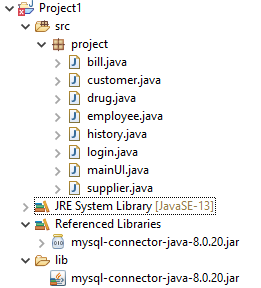 Project1
src
project
bill.java
customer.java
drug.java
employee.java
history.java
login.java
mainUI.java
supplier.java
JRE System Library [JavaSE-13]
Referenced Libraries
mysql-connector-java-8.0.20.jar
lib
mysql-connector-java-8.0.20.jar